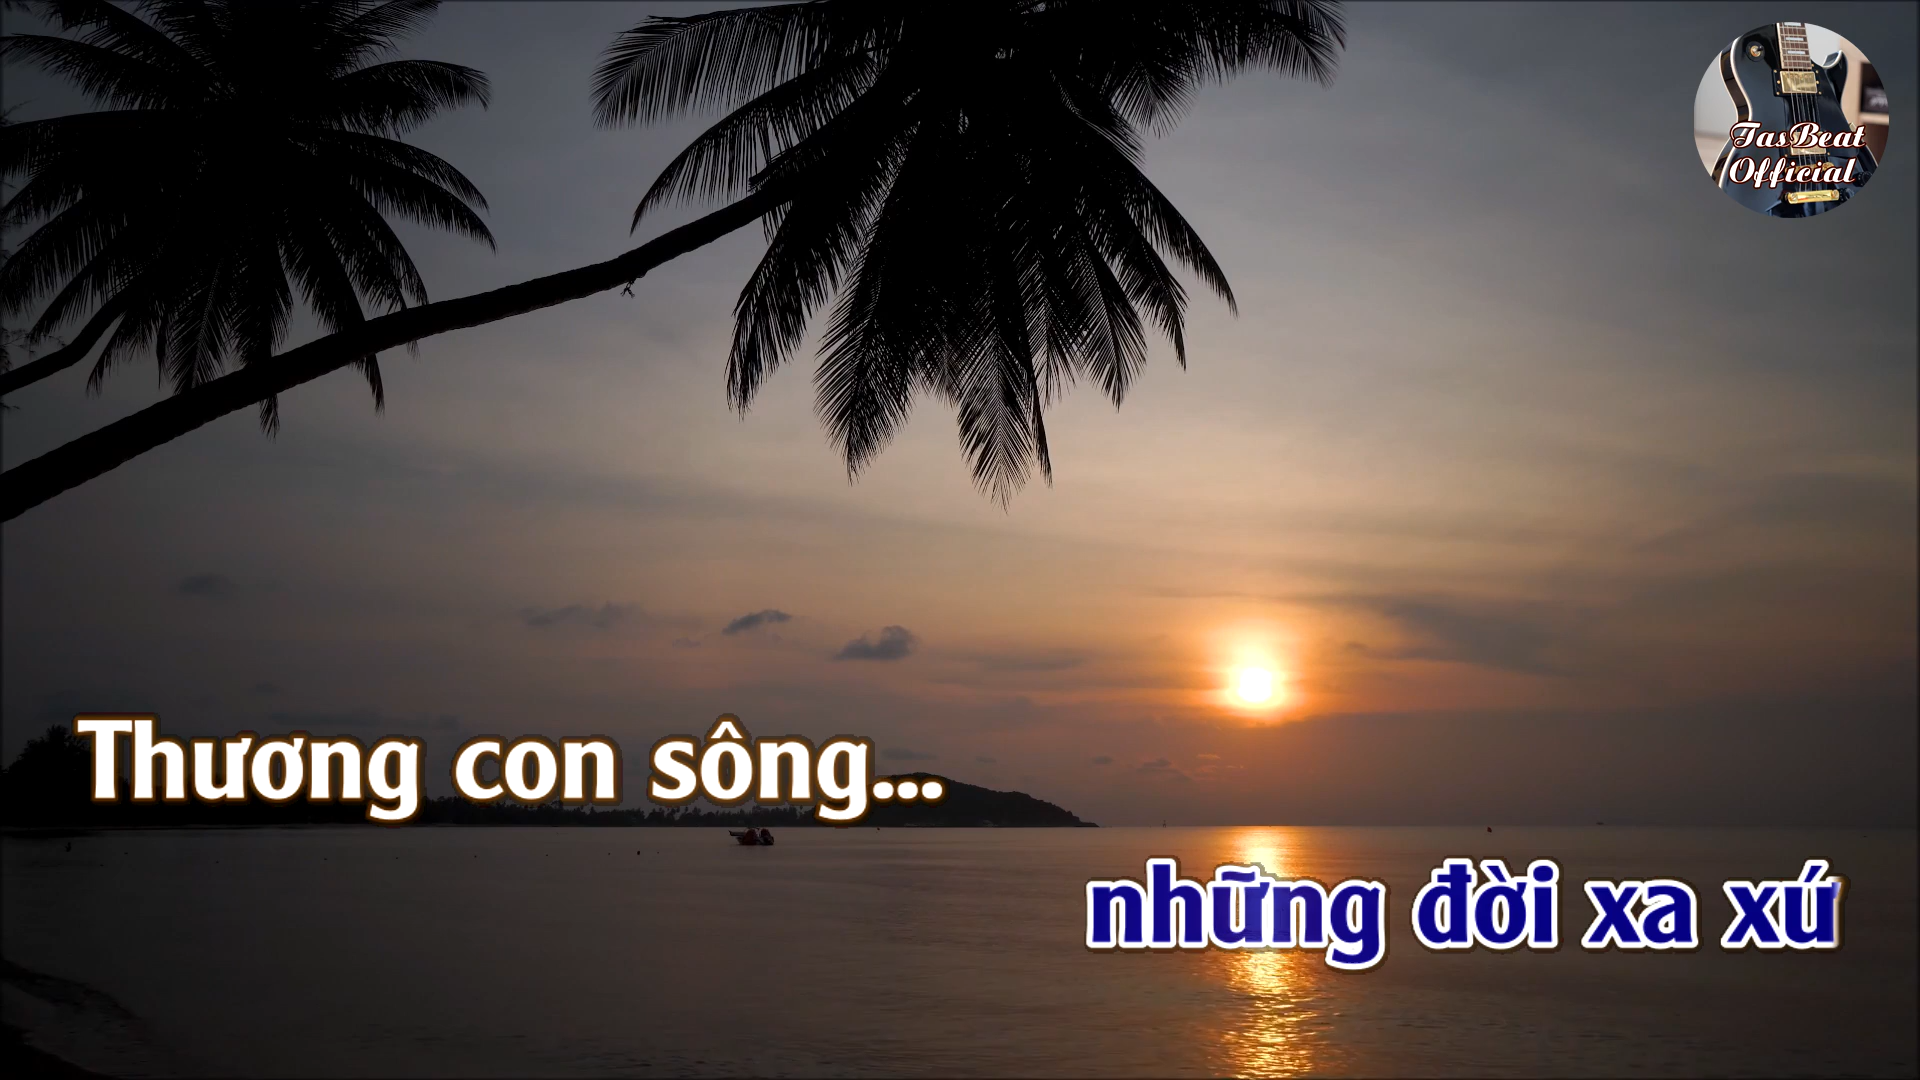 TasBeat
Official
Thương con sông...
những đời xa xứ